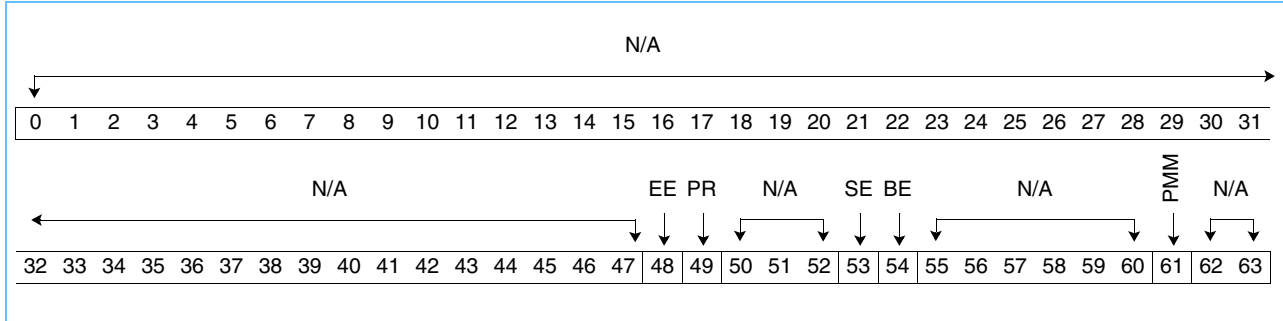 N/A
0 1 2 3 4 5 6 7 8 9 10 11 12 13 14 15 16 17 18 19 20 21 22 23 24 25 26 27 28 29 30 31
N/A EE PR N/A SE BE N/A PMM N/A
32 33 34 35 36 37 38 39 40 41 42 43 44 45 46 47 48 49 50 51 52 53 54 55 56 57 58 59 60 61 62 63